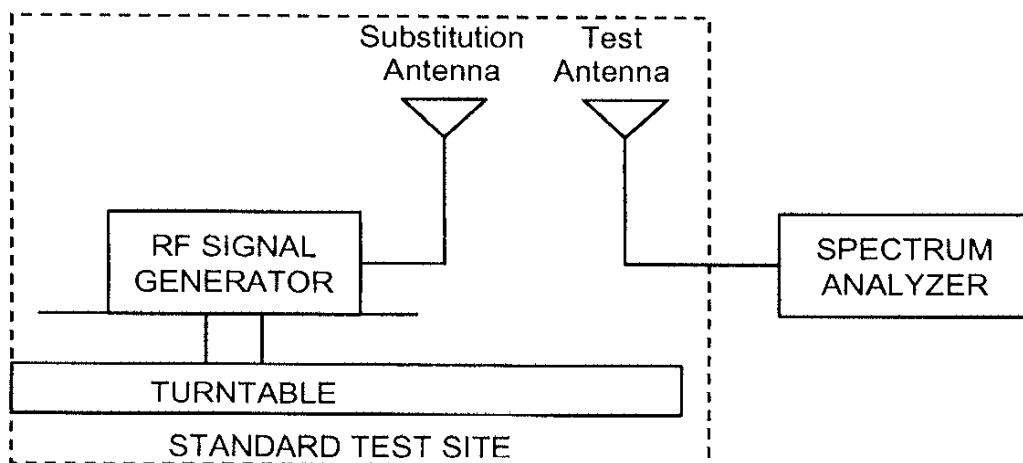 Substitution
Antenna
Test
Antenna
RF SIGNAL
GENERATOR
SPECTRUM
ANALYZER
TURNTABLE
STANDARD TEST SITE